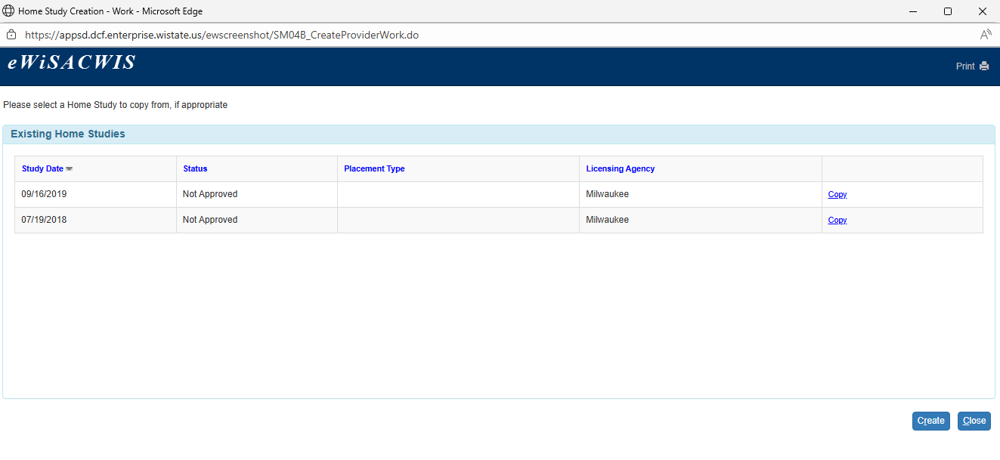 Home Study Creation - Work - Microsoft Edge
https://appsd.dcf.enterprise.wistate.us/ewscreenshot/SM04B_CreateProviderWork.do
eWiSACWIS
Print
Please select a Home Study to copy from, if appropriate
Existing Home Studies
Study Date Status Placement Type Licensing Agency
09/16/2019 Not Approved Milwaukee Copy
07/19/2018 Not Approved Milwaukee Copy
Create Close